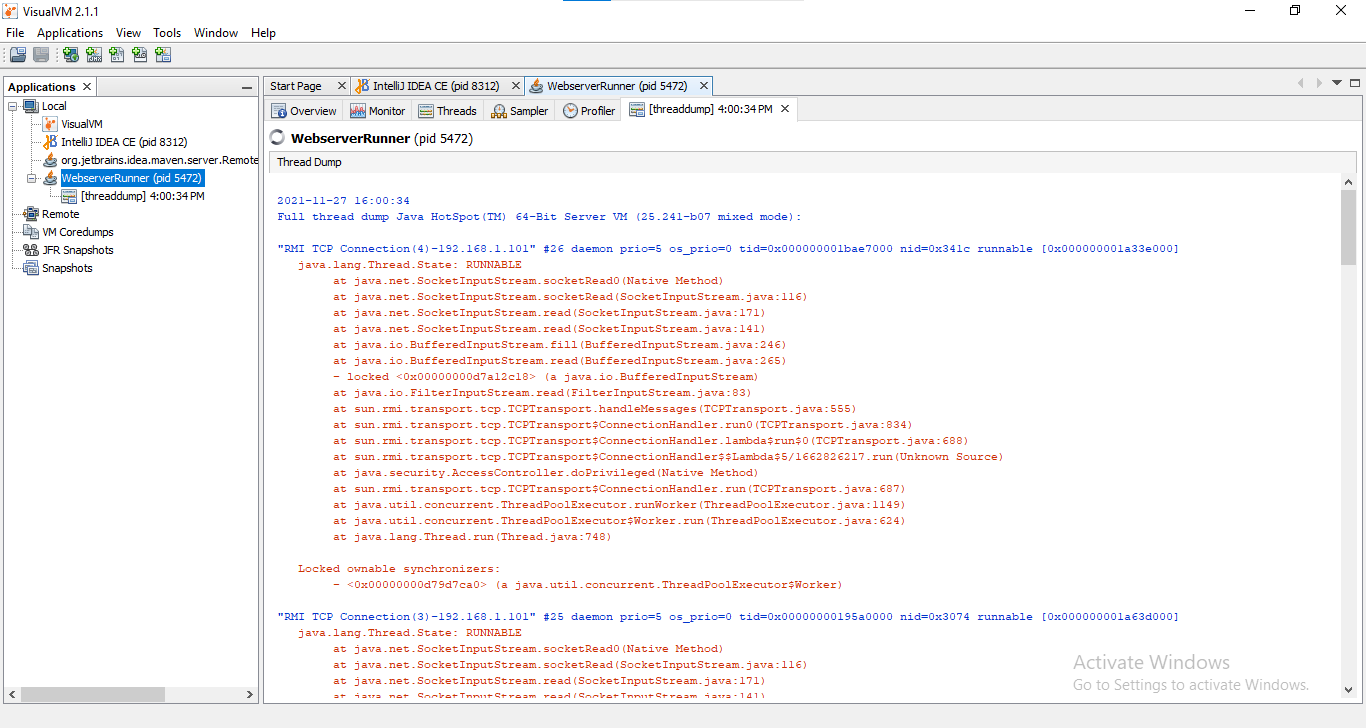 VisualVM 2.1.1
File Applications View Tools Window Help
Applications
Local
VisualVM
IntelliJ IDEA CE (pid 8312)
org.jetbrains.idea.maven.server.Remote
WebserverRunner (pid 5472)
[threaddump] 4:00:34 PM
Remote
VM Coredumps
JFR Snapshots
Snapshots
Start Page IntelliJ IDEA CE (pid 8312) WebserverRunner (pid 5472)
Overview Monitor Threads Sampler Profiler [threaddump] 4:00:34 PM
WebserverRunner (pid 5472)
Thread Dump
2021-11-27 16:00:34
Full thread dump Java HotSpot(TM) 64-Bit Server VM (25.241-b07 mixed mode):
"RMI TCP Connection(4)-192.168.1.101" #26 daemon prio=5 os_prio=0 tid=0x000000001bae7000 nid=0x341c runnable [0x000000001a33e000]
java.lang.Thread.State: RUNNABLE
at java.net.SocketInputStream.socketRead0(Native Method)
at java.net.SocketInputStream.socketRead(SocketInputStream.java:116)
at java.net.SocketInputStream.read(SocketInputStream.java:171)
at java.net.SocketInputStream.read(SocketInputStream.java:141)
at java.io.BufferedInputStream.fill(BufferedInputStream.java:246)
at java.io.BufferedInputStream.read(BufferedInputStream.java:265)
- locked <0x00000000d7a12c18> (a java.io.BufferedInputStream)
at java.io.FilterInputStream.read(FilterInputStream.java:83)
at sun.rmi.transport.tcp.TCPTransport.handleMessages(TCPTransport.java:555)
at sun.rmi.transport.tcp.TCPTransport$ConnectionHandler.run0(TCPTransport.java:834)
at sun.rmi.transport.tcp.TCPTransport$ConnectionHandler.lambda$run$0(TCPTransport.java:688)
at sun.rmi.transport.tcp.TCPTransport$ConnectionHandler$$Lambda$5/1662826217.run(Unknown Source)
at java.security.AccessController.doPrivileged(Native Method)
at sun.rmi.transport.tcp.TCPTransport$ConnectionHandler.run(TCPTransport.java:687)
at java.util.concurrent.ThreadPoolExecutor.runWorker(ThreadPoolExecutor.java:1149)
at java.util.concurrent.ThreadPoolExecutor$Worker.run(ThreadPoolExecutor.java:624)
at java.lang.Thread.run(Thread.java:748)
Locked ownable synchronizers:
- <0x00000000d79d7ca0> (a java.util.concurrent.ThreadPoolExecutor$Worker)
"RMI TCP Connection(3)-192.168.1.101" #25 daemon prio=5 os_prio=0 tid=0x00000000195a0000 nid=0x3074 runnable [0x000000001a63d000]
java.lang.Thread.State: RUNNABLE
at java.net.SocketInputStream.socketRead0(Native Method)
at java.net.SocketInputStream.socketRead(SocketInputStream.java:116)
at java.net.SocketInputStream.read(SocketInputStream.java:171)
at java.net.SocketInputStream.read(SocketInputStream.java:141)
Activate Windows
Go to Settings to activate Windows.